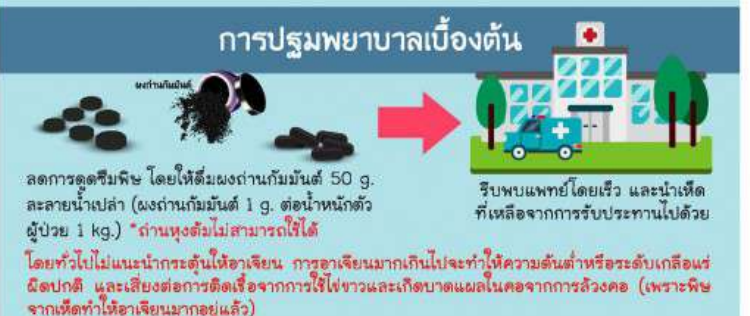 การปฐมพยาบาลเบื้องต้น
ผงถ่านกัมมันต์
ลดการดูดซึมพิษ โดยให้ดื่มผงถ่านกัมมันต์ 50 g.
ละลายน้ำเปล่า (ผงถ่านกัมมันต์ 1 g. ต่อน้ำหนักตัว
ผู้ป่วย 1 kg.) *ถ่านหุงต้มไม่สามารถใช้ได้
รีบพบแพทย์โดยเร็ว และนำเห็ด
ที่เหลือจากการรับประทานไปด้วย
โดยทั่วไปไม่แนะนำกระตุ้นให้อาเจียน การอาเจียนมากเกินไปจะทำให้ความดันต่ำหรือระดับเกลือแร่
ผิดปกติ และเสี่ยงต่อการติดเชื้อจากการใช้ไข่ขาวและเกิดบาดแผลในคอจากการล้วงคอ (เพราะพิษ
จากเห็ดทำให้อาเจียนมากอยู่แล้ว)